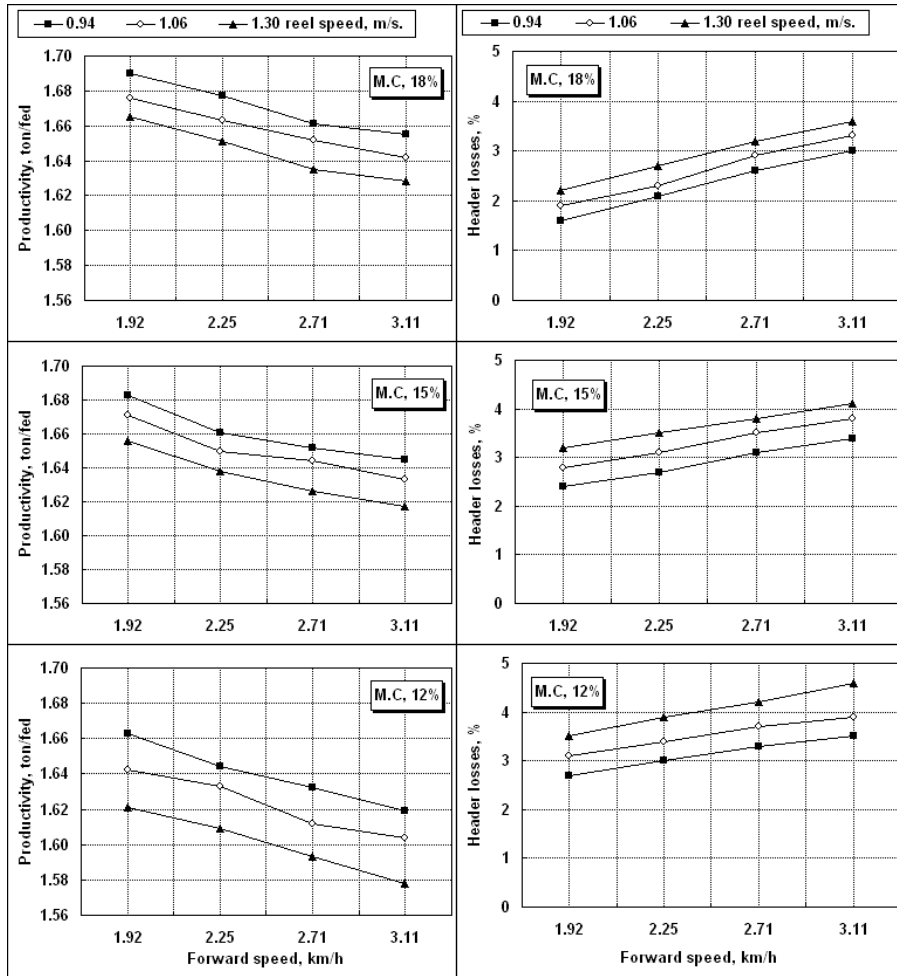 0.94 1.06 1.30 reel speed, m/s.
0.94 1.06 1.30 reel speed, m/s.
Productivity, ton/fed
1.70
1.68
1.66
1.64
1.62
1.60
1.58
1.56
M.C, 18%
1.92 2.25 2.71 3.11
Header losses, %
5
4
3
2
1
0
M.C, 18%
1.92 2.25 2.71 3.11
Productivity, ton/fed
1.70
1.68
1.66
1.64
1.62
1.60
1.58
1.56
M.C, 15%
1.92 2.25 2.71 3.11
Header losses, %
5
4
3
2
1
0
M.C, 15%
1.92 2.25 2.71 3.11
Productivity, ton/fed
1.70
1.68
1.66
1.64
1.62
1.60
1.58
1.56
M.C, 12%
1.92 2.25 2.71 3.11
Forward speed, km/h
Header losses, %
5
4
3
2
1
0
M.C, 12%
1.92 2.25 2.71 3.11
Forward speed, km/h